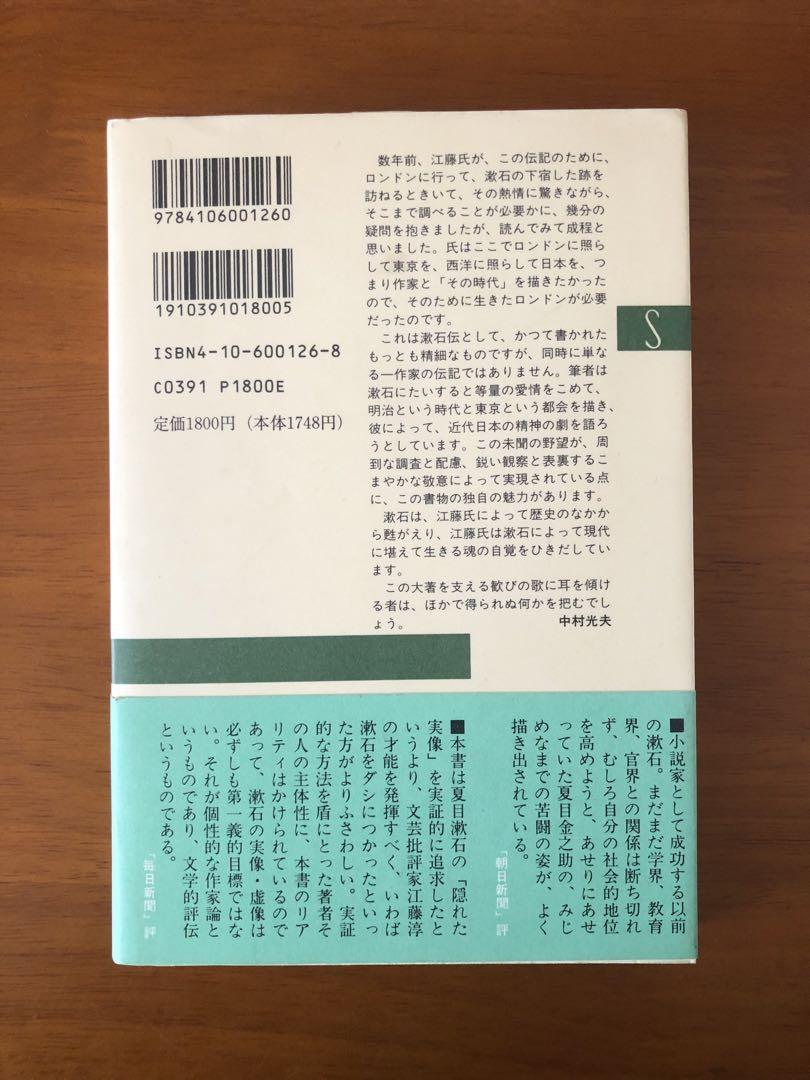 9784106001260
1910391018005
ISBN4-10-600126-8
C0391 P1800E
定価1800円（本体1748円）
数年前、江藤氏が、この伝記のために、
ロンドンに行って、漱石の下宿した跡を
訪ねるときいて、その熱情に驚きながら、
そこまで調べることが必要かに、幾分の
疑問を抱きましたが、読んでみて成程と
思いました。氏はここでロンドンに照ら
して東京を、西洋に照らして日本を、つ
まり作家と「その時代」を描きたかった
ので、そのために生きたロンドンが必要
だったのです。
これは漱石伝として、かつて書かれた
もっとも精細なものですが、同時に単な
る一作家の伝記ではありません。筆者は
漱石にたいすると等量の愛情をこめて、
明治という時代と東京という都会を描き、
彼によって、近代日本の精神の劇を語ろ
うとしています。この未聞の野望が、周
到な調査と配慮、鋭い観察と表裏するこ
まやかな敬意によって実現されている点
に、この書物の独自の魅力があります。
漱石は、江藤氏によって歴史のなかか
ら甦がえり、江藤氏は漱石によって現代
に堪えて生きる魂の自覚をひきだしてい
ます。
この大著を支える歓びの歌に耳を傾け
る者は、ほかで得られぬ何かを把むでし
ょう。
中村光夫
S
■小説家として成功する以前
の漱石。まだまだ学界、教育
界、官界との関係は断ち切れ
ず、むしろ自分の社会的地位
を高めようと、あせりにあせ
っていた夏目金之助の、みじ
めなまでの苦闘の姿が、よく
描き出されている。
「朝日新聞」評
■本書は夏目漱石の「隠れた
実像」を実証的に追求したと
いうより、文芸批評家江藤淳
の才能を発揮すべく、いわば
漱石をダシにつかったといっ
た方がよりふさわしい。実証
的な方法を盾にとった著者そ
の人の主体性に、本書のリア
リティはかけられているので
あって、漱石の実像・虚像は
必ずしも第一義的目標ではな
い。それが個性的な作家論と
いうものであり、文学的評伝
というものである。
「毎日新聞」評